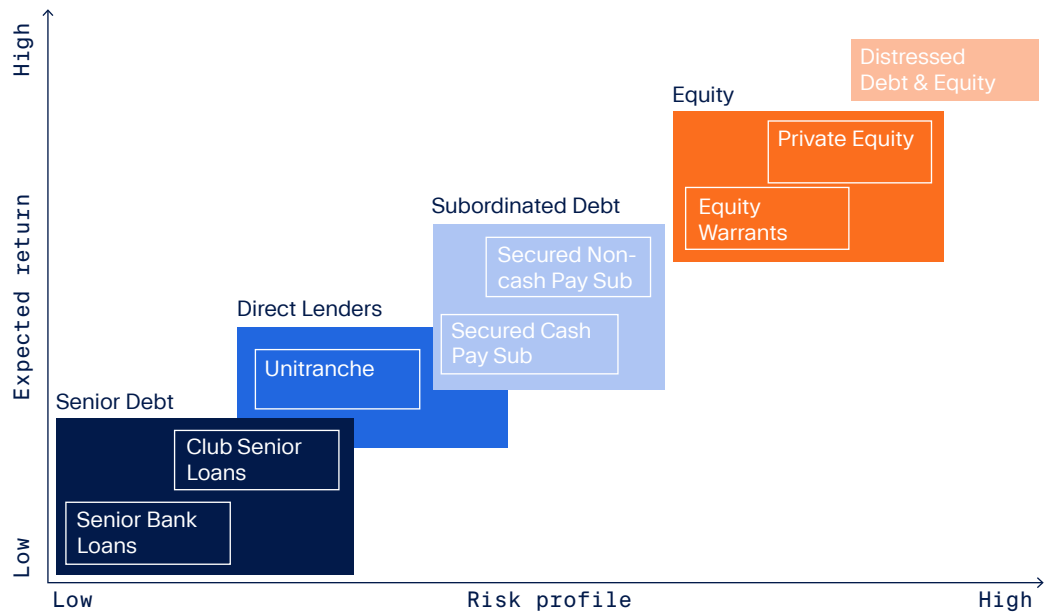 High
Expected return
Low
Distressed
Debt & Equity
Equity
Private Equity
Equity
Warrants
Subordinated Debt
Secured Non-
cash Pay Sub
Secured Cash
Pay Sub
Direct Lenders
Unitranche
Senior Debt
Club Senior
Loans
Senior Bank
Loans
Low
Risk profile
High